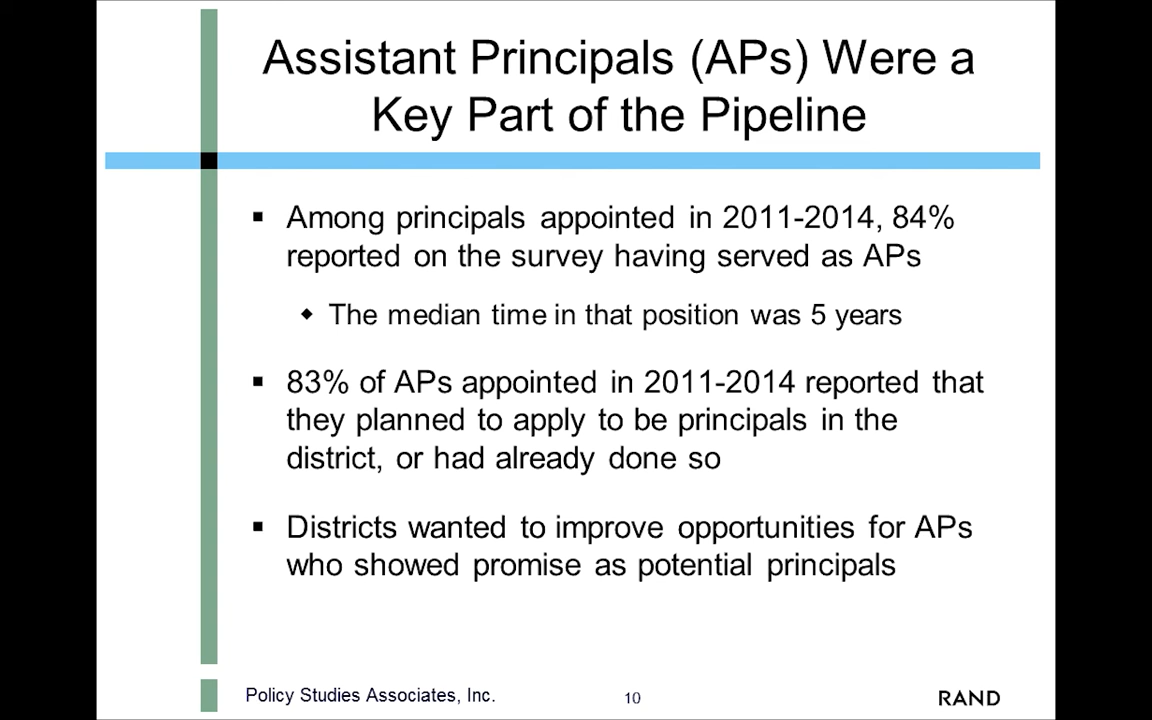 Assistant Principals (APs) Were a
Key Part of the Pipeline
▪ Among principals appointed in 2011-2014, 84%
reported on the survey having served as APs
◆ The median time in that position was 5 years
▪ 83% of APs appointed in 2011-2014 reported that
they planned to apply to be principals in the
district, or had already done so
▪ Districts wanted to improve opportunities for APs
who showed promise as potential principals
Policy Studies Associates, Inc.
10
RAND